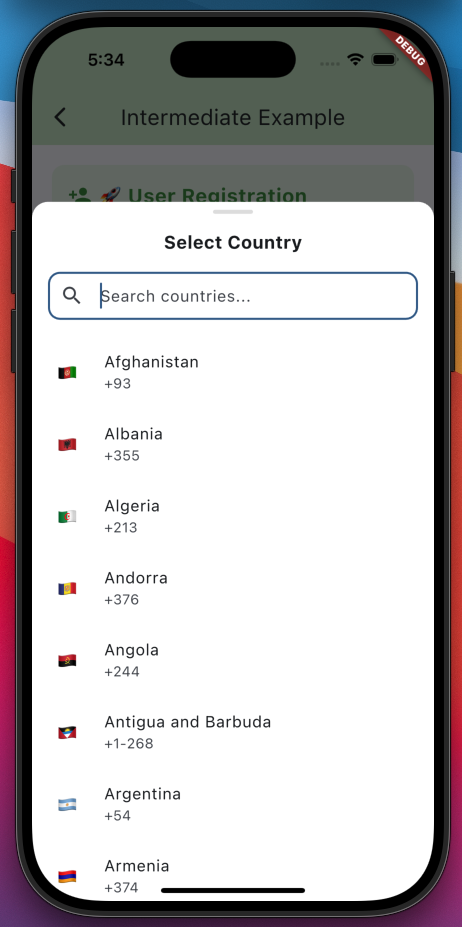 5:34
DEBUG
Intermediate Example
🚀 User Registration
Select Country
Search countries...
Afghanistan
+93
Albania
+355
Algeria
+213
Andorra
+376
Angola
+244
Antigua and Barbuda
+1-268
Argentina
+54
Armenia
+374